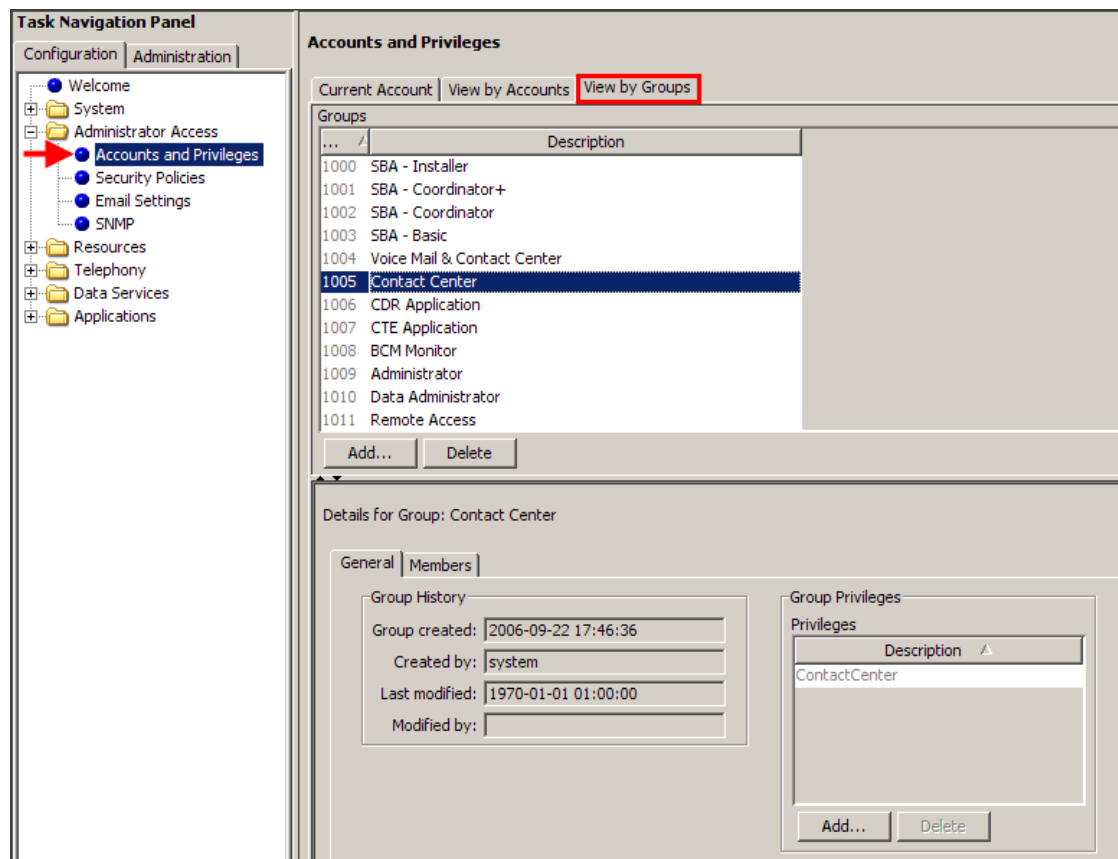 Task Navigation Panel
Configuration
Administration
Welcome
System
Administrator Access
Accounts and Privileges
Security Policies
Email Settings
SNMP
Resources
Telephony
Data Services
Applications
Accounts and Privileges
Current Account
View by Accounts
View by Groups
Groups
... Description
1000 SBA - Installer
1001 SBA - Coordinator+
1002 SBA - Coordinator
1003 SBA - Basic
1004 Voice Mail & Contact Center
1005 Contact Center
1006 CDR Application
1007 CTE Application
1008 BCM Monitor
1009 Administrator
1010 Data Administrator
1011 Remote Access
Add... Delete
Details for Group: Contact Center
General
Members
Group History
Group created: 2006-09-22 17:46:36
Created by: system
Last modified: 1970-01-01 01:00:00
Modified by:
Group Privileges
Privileges
Description
ContactCenter
Add... Delete